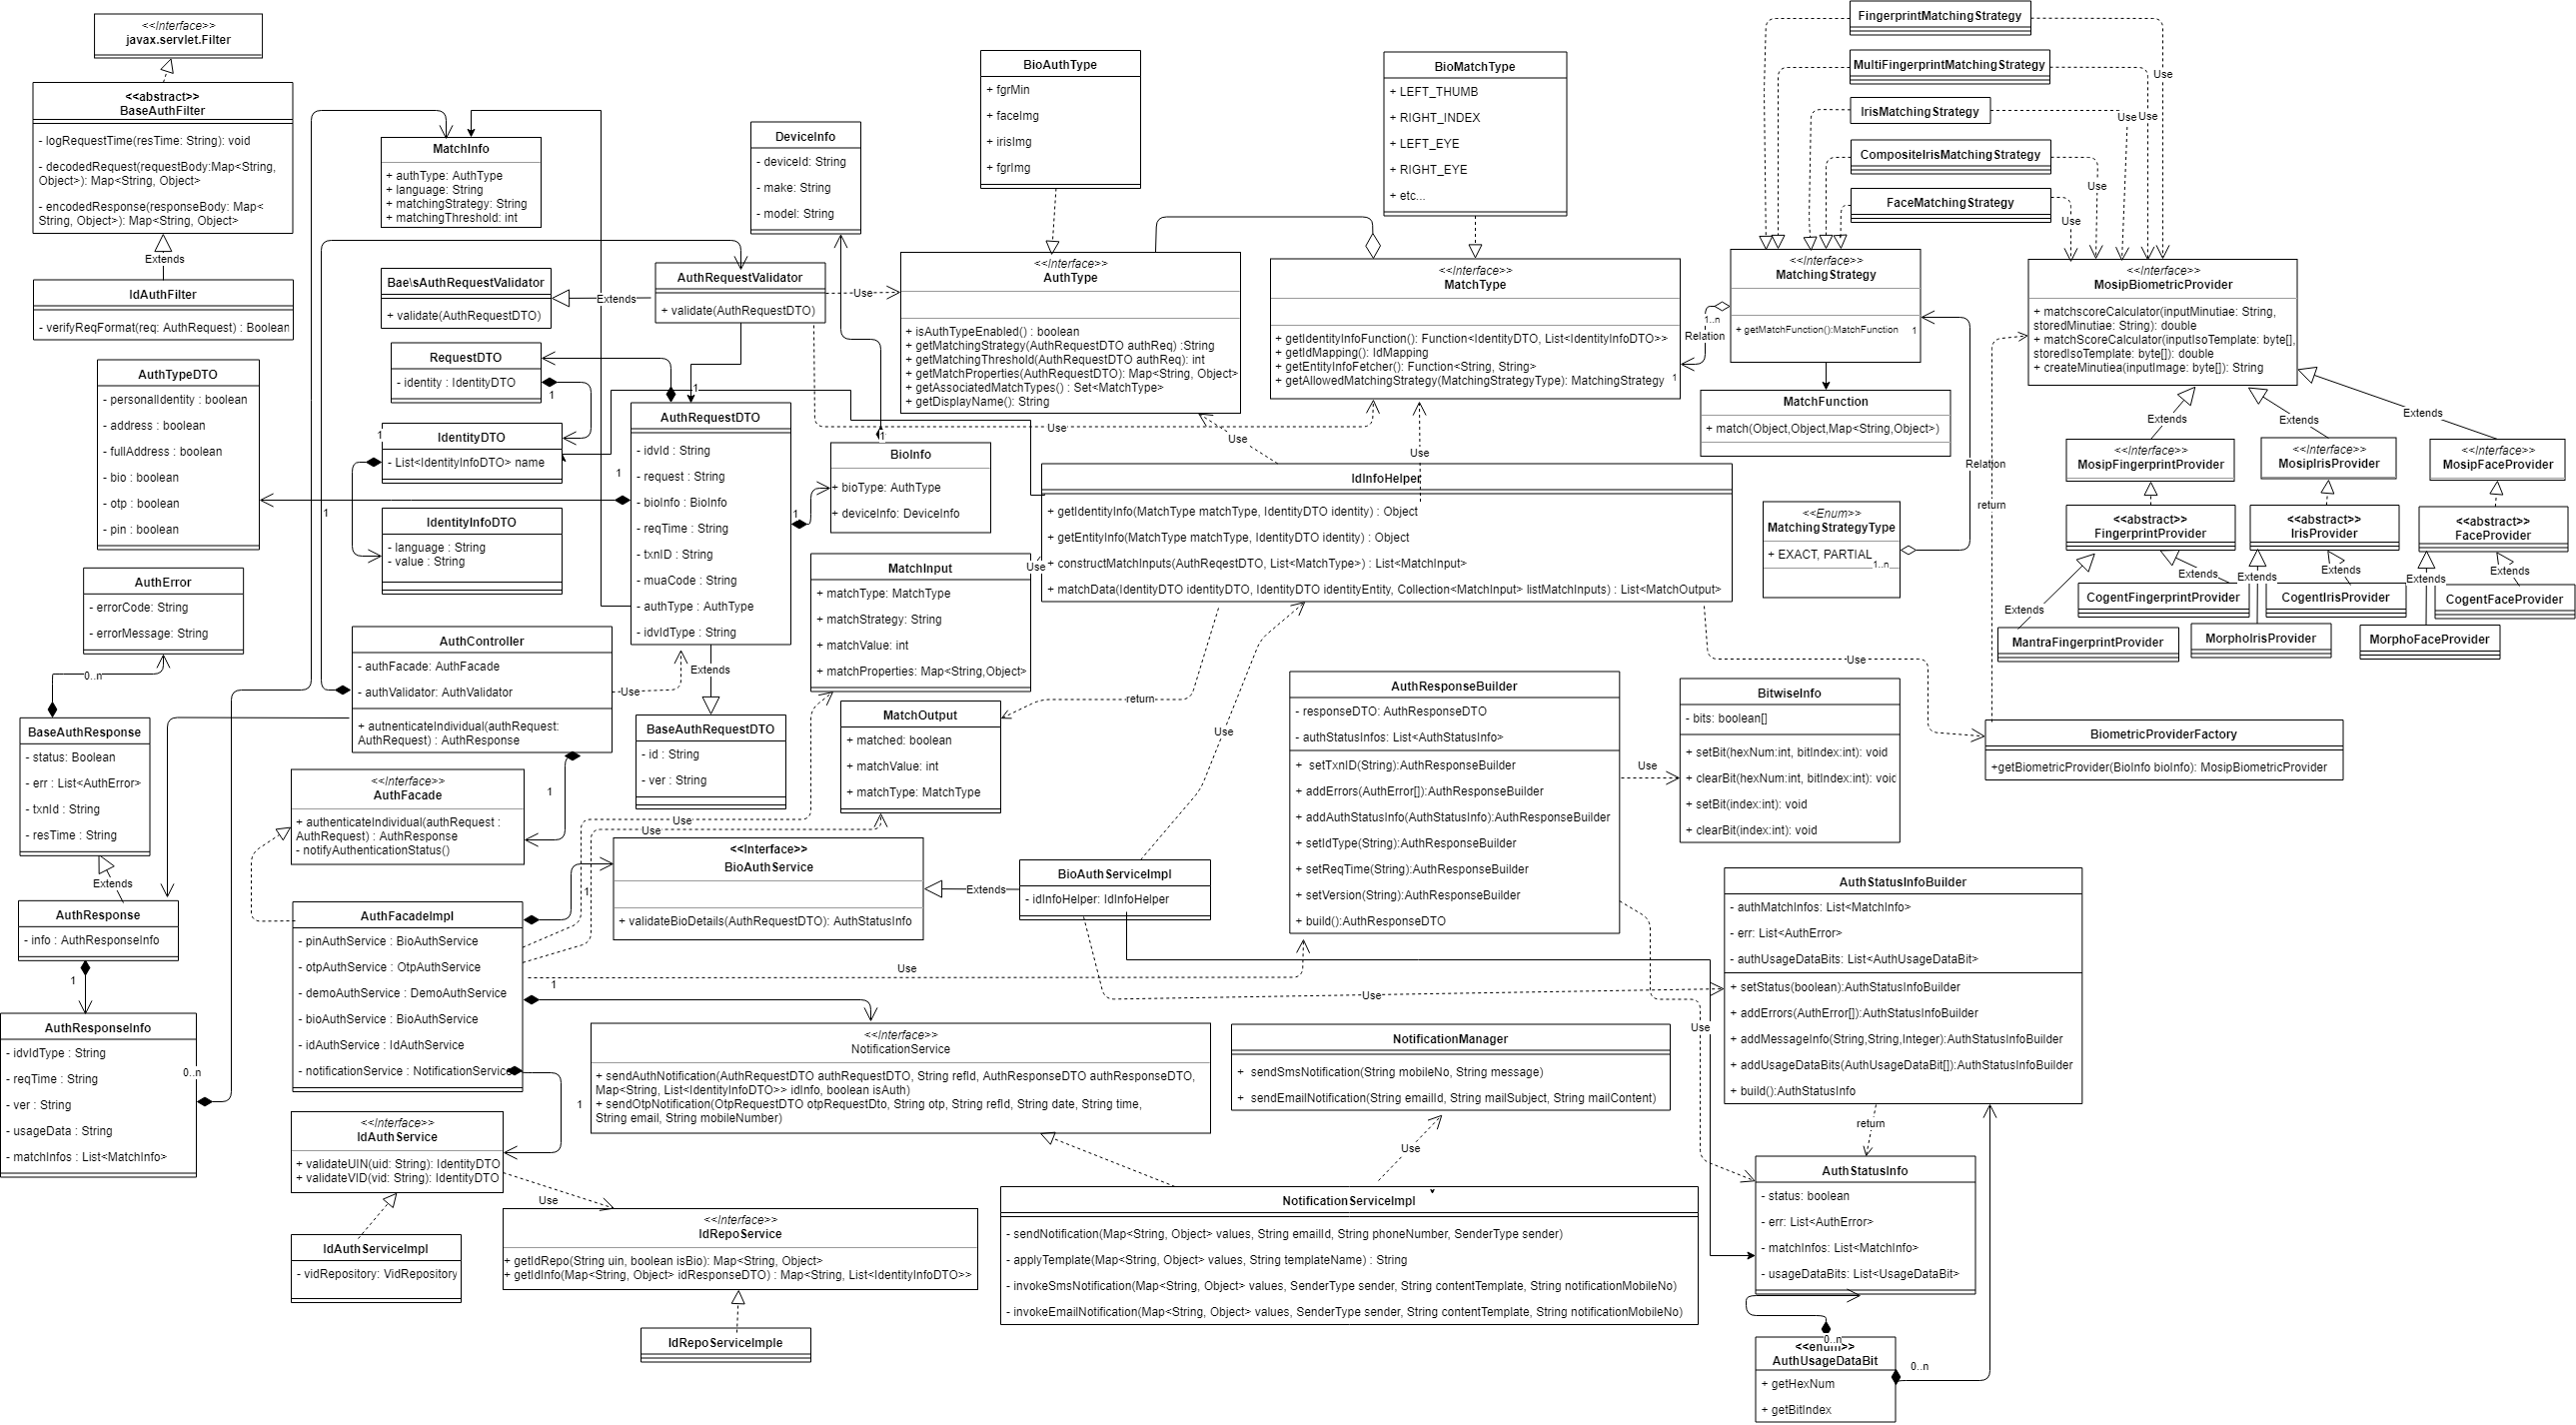 <<Interface>>
javax.servlet.Filter
<<abstract>>
BaseAuthFilter
- logRequestTime(resTime: String): void
- decodedRequest(requestBody:Map<String,
Object>): Map<String, Object>
- encodedResponse(responseBody: Map<
String, Object>): Map<String, Object>
Extends
IdAuthFilter
- verifyReqFormat(req: AuthRequest) : Boolean
AuthTypeDTO
- personalIdentity : boolean
- address : boolean
- fullAddress : boolean
- bio : boolean
- otp : boolean
- pin : boolean
AuthError
- errorCode: String
- errorMessage: String
0..n
BaseAuthResponse
- status: Boolean
- err : List<AuthError>
- txnId : String
- resTime : String
Extends
AuthResponse
- info : AuthResponseInfo
1
AuthResponseInfo
- idvIdType : String
- reqTime : String
- ver : String
- usageData : String
- matchInfos : List<MatchInfo>
0..n
MatchInfo
+ authType: AuthType
+ language: String
+ matchingStrategy: String
+ matchingThreshold: int
Bae\sAuthRequestValidator
+ validate(AuthRequestDTO)
Extends
AuthRequestValidator
+ validate(AuthRequestDTO)
Use
RequestDTO
- identity : IdentityDTO
1
IdentityDTO
- List<IdentityInfoDTO> name
1
1
IdentityInfoDTO
- language : String
- value : String
AuthController
- authFacade: AuthFacade
- authValidator: AuthValidator
+ autnenticateIndividual(authRequest:
AuthRequest) : AuthResponse
Use
1
<<Interface>>
AuthFacade
+ authenticateIndividual(authRequest :
AuthRequest) : AuthResponse
- notifyAuthenticationStatus()
AuthFacadeImpl
- pinAuthService : BioAuthService
- otpAuthService : OtpAuthService
- demoAuthService : DemoAuthService
- bioAuthService : BioAuthService
- idAuthService : IdAuthService
- notificationService : NotificationService
1
1
1
<<Interface>>
IdAuthService
+ validateUIN(uid: String): IdentityDTO
+ validateVID(vid: String): IdentityDTO
Use
IdAuthServiceImpl
- vidRepository: VidRepository
<<Interface>>
IdRepoService
+ getIdRepo(String uin, boolean isBio): Map<String, Object>
+ getIdInfo(Map<String, Object> idResponseDTO) : Map<String, List<IdentityInfoDTO>>
IdRepoServiceImple
DeviceInfo
- deviceId: String
- make: String
- model: String
1
AuthRequestDTO
- idvId : String
- request : String
- bioInfo : BioInfo
- reqTime : String
- txnID : String
- muaCode : String
- authType : AuthType
- idvIdType : String
1
1
Extends
BaseAuthRequestDTO
- id : String
- ver : String
1
BioInfo
+ bioType: AuthType
+ deviceInfo: DeviceInfo
MatchInput
+ matchType: MatchType
+ matchStrategy: String
+ matchValue: int
+ matchProperties: Map<String,Object>
Use
MatchOutput
+ matched: boolean
+ matchValue: int
+ matchType: MatchType
return
Use
Use
<<Interface>>
BioAuthService
+ validateBioDetails(AuthRequestDTO): AuthStatusInfo
Extends
BioAuthServiceImpl
- idInfoHelper: IdInfoHelper
Use
Use
Use
<<Interface>>
NotificationService
+ sendAuthNotification(AuthRequestDTO authRequestDTO, String refId, AuthResponseDTO authResponseDTO,
Map<String, List<IdentityInfoDTO>> idInfo, boolean isAuth)
+ sendOtpNotification(OtpRequestDTO otpRequestDto, String otp, String refId, String date, String time,
String email, String mobileNumber)
NotificationManager
+ sendSmsNotification(String mobileNo, String message)
+ sendEmailNotification(String emailId, String mailSubject, String mailContent)
Use
NotificationServiceImpl
- sendNotification(Map<String, Object> values, String emailId, String phoneNumber, SenderType sender)
- applyTemplate(Map<String, Object> values, String templateName) : String
- invokeSmsNotification(Map<String, Object> values, SenderType sender, String contentTemplate, String notificationMobileNo)
- invokeEmailNotification(Map<String, Object> values, SenderType sender, String contentTemplate, String notificationMobileNo)
BioAuthType
+ fgrMin
+ faceImg
+ irisImg
+ fgrImg
<<Interface>>
AuthType
+ isAuthTypeEnabled() : boolean
+ getMatchingStrategy(AuthRequestDTO authReq) :String
+ getMatchingThreshold(AuthRequestDTO authReq): int
+ getMatchProperties(AuthRequestDTO): Map<String, Object>
+ getAssociatedMatchTypes() : Set<MatchType>
+ getDisplayName(): String
Use
Use
Use
BioMatchType
+ LEFT_THUMB
+ RIGHT_INDEX
+ LEFT_EYE
+ RIGHT_EYE
+ etc...
<<Interface>>
MatchType
+ getIdentityInfoFunction(): Function<IdentityDTO, List<IdentityInfoDTO>>
+ getIdMapping(): IdMapping
+ getEntityInfoFetcher(): Function<String, String>
+ getAllowedMatchingStrategy(MatchingStrategyType): MatchingStrategy
1
1..n
Relation
IdInfoHelper
+ getIdentityInfo(MatchType matchType, IdentityDTO identity) : Object
+ getEntityInfo(MatchType matchType, IdentityDTO identity) : Object
+ constructMatchInputs(AuthReqestDTO, List<MatchType>) : List<MatchInput>
+ matchData(IdentityDTO identityDTO, IdentityDTO identityEntity, Collection<MatchInput> listMatchInputs) : List<MatchOutput>
AuthResponseBuilder
- responseDTO: AuthResponseDTO
- authStatusInfos: List<AuthStatusInfo>
+ setTxnID(String):AuthResponseBuilder
+ addErrors(AuthError[]):AuthResponseBuilder
+ addAuthStatusInfo(AuthStatusInfo):AuthResponseBuilder
+ setIdType(String):AuthResponseBuilder
+ setReqTime(String):AuthResponseBuilder
+ setVersion(String):AuthResponseBuilder
+ build():AuthResponseDTO
Use
Use
BitwiseInfo
- bits: boolean[]
+ setBit(hexNum:int, bitIndex:int): void
+ clearBit(hexNum:int, bitIndex:int): voic
+ setBit(index:int): void
+ clearBit(index:int): void
AuthStatusInfoBuilder
- authMatchInfos: List<MatchInfo>
- err: List<AuthError>
- authUsageDataBits: List<AuthUsageDataBit>
+ setStatus(boolean):AuthStatusInfoBuilder
+ addErrors(AuthError[]):AuthStatusInfoBuilder
+ addMessageInfo(String,String,Integer):AuthStatusInfoBuilder
+ addUsageDataBits(AuthUsageDataBit[]):AuthStatusInfoBuilder
+ build():AuthStatusInfo
return
AuthStatusInfo
- status: boolean
- err: List<AuthError>
- matchInfos: List<MatchInfo>
- usageDataBits: List<UsageDataBit>
0..n
<<enum>>
AuthUsageDataBit
+ getHexNum
+ getBitIndex
0..n
FingerprintMatchingStrategy
MultiFingerprintMatchingStrategy
IrisMatchingStrategy
CompositeIrisMatchingStrategy
FaceMatchingStrategy
Use
Use
Use
Use
Use
<<Interface>>
MatchingStrategy
+ getMatchFunction():MatchFunction
1
MatchFunction
+ match(Object,Object,Map<String,Object>)
Relation
<<Enum>>
MatchingStrategyType
+ EXACT, PARTIAL
1..n
return
Use
BiometricProviderFactory
+getBiometricProvider(BioInfo bioInfo): MosipBiometricProvider
<<Interface>>
MosipBiometricProvider
+ matchscoreCalculator(inputMinutiae: String,
storedMinutiae: String): double
+ matchScoreCalculator(inputIsoTemplate: byte[],
storedIsoTemplate: byte[]): double
+ createMinutiea(inputImage: byte[]): String
Extends
Extends
Extends
<<Interface>>
MosipFingerprintProvider
<<Interface>>
MosipIrisProvider
<<Interface>>
MosipFaceProvider
<<abstract>>
FingerprintProvider
<<abstract>>
IrisProvider
<<abstract>>
FaceProvider
Extends
Extends
Extends
Extends
Extends
Extends
CogentFingerprintProvider
CogentIrisProvider
CogentFaceProvider
MantraFingerprintProvider
MorphoIrisProvider
MorphoFaceProvider